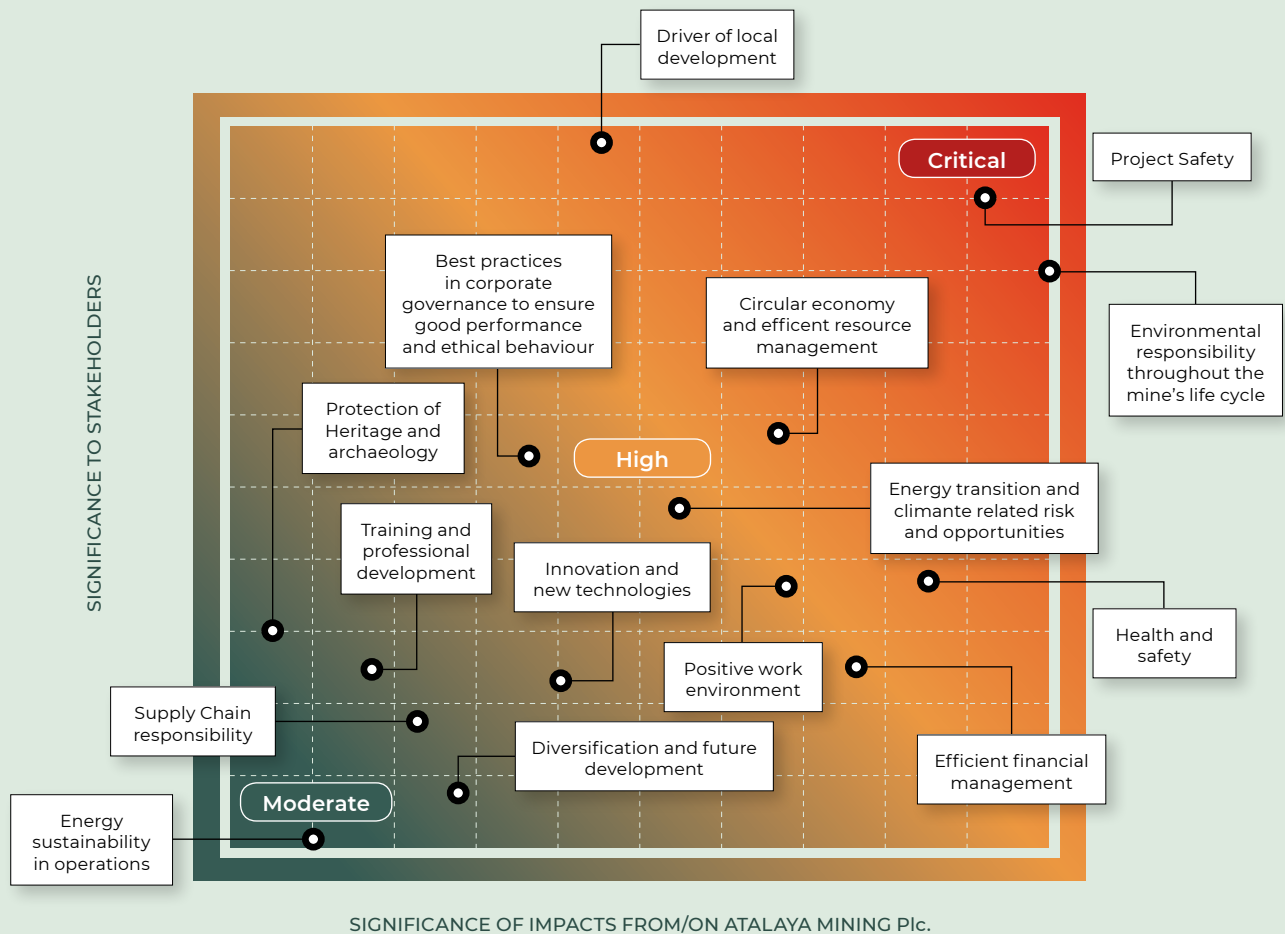 Driver of local
development
Critical
Project Safety
Best practices
in corporate
governance to ensure
good performance
and ethical behaviour
Circular economy
and efficent resource
management
Environmental
responsibility
throughout the
mine's life cycle
SIGNIFICANCE TO STAKEHOLDERS
Protection of
Heritage and
archaeology
High
Energy transition and
climante related risk
and opportunities
Training and
professional
development
Innovation and
new technologies
Health and
safety
Positive work
environment
Supply Chain
responsibility
Diversification and future
development
Efficient financial
management
Moderate
Energy
sustainability
in operations
SIGNIFICANCE OF IMPACTS FROM/ON ATALAYA MINING Plc.